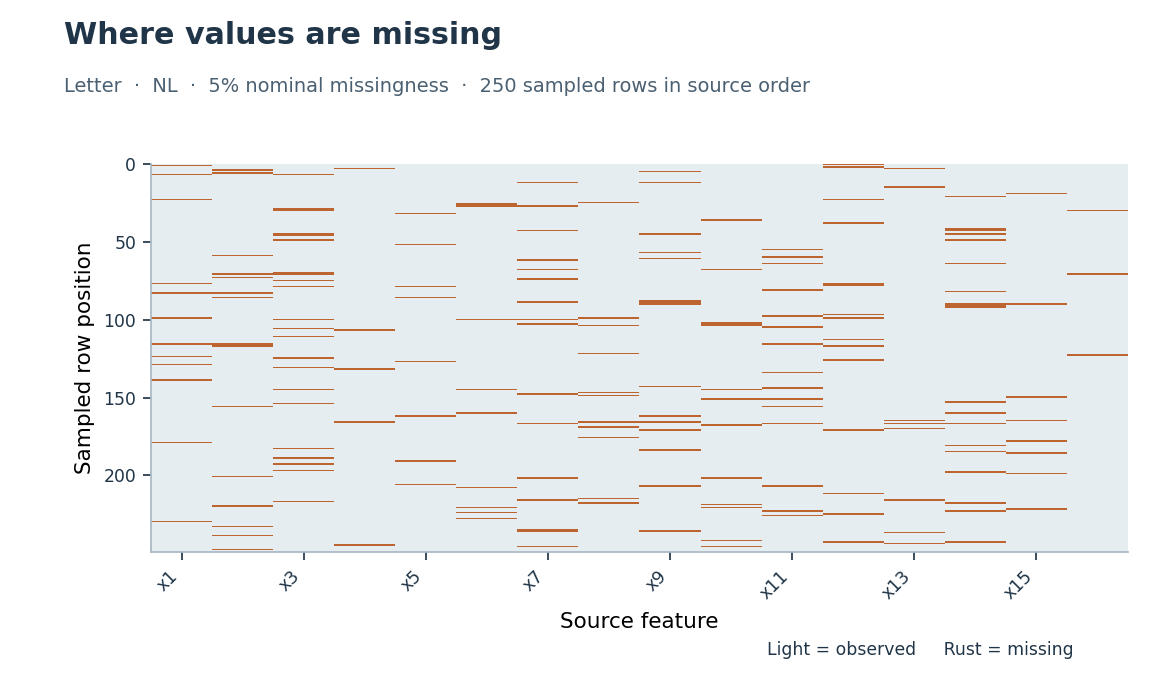 Where values are missing
Letter · NL · 5% nominal missingness · 250 sampled rows in source order
Sampled row position
0
50
100
150
200
x1
x3
x5
x7
x9
x11
x13
x15
Source feature
Light = observed Rust = missing